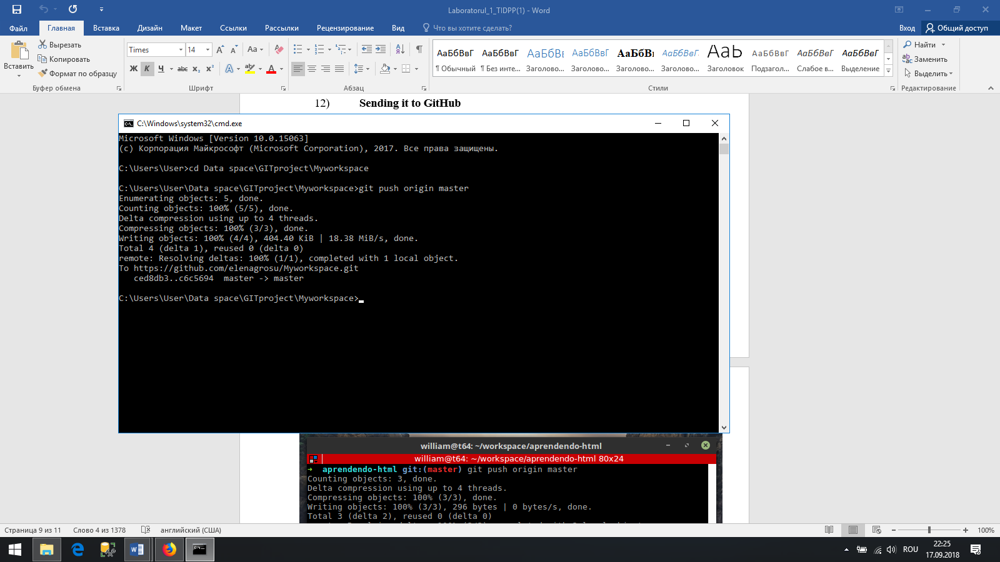 Laboratorul_1_TIDPP(1) - Word
Файл Главная Вставка Дизайн Макет Ссылки Рассылки Рецензирование Вид Что вы хотите сделать? Вход Общий доступ
Вставить
Вырезать
Копировать
Формат по образцу
Буфер обмена
Times 14
Шрифт
Абзац
АаБбВвГ АаБбВвГ АаБбВ АаБбВвГ АаБбВ АаБбВвГ Аab АаБбВвГ АаБбВвГ АаБбВвГ
¶ Обычный ¶ Без инте... Заголово... Заголово... Заголово... Заголово... Заголовок Подзагол... Слабое в... Выделение
Стили
Найти
Заменить
Выделить
Редактирование
12) Sending it to GitHub
C:\Windows\system32\cmd.exe
Microsoft Windows [Version 10.0.15063]
(c) Корпорация Майкрософт (Microsoft Corporation), 2017. Все права защищены.
C:\Users\User>cd Data space\GITproject\Myworkspace
C:\Users\User\Data space\GITproject\Myworkspace>git push origin master
Enumerating objects: 5, done.
Counting objects: 100% (5/5), done.
Delta compression using up to 4 threads.
Compressing objects: 100% (3/3), done.
Writing objects: 100% (4/4), 404.40 KiB | 18.38 MiB/s, done.
Total 4 (delta 1), reused 0 (delta 0)
remote: Resolving deltas: 100% (1/1), completed with 1 local object.
To https://github.com/elenagrosu/Myworkspace.git
ced8db3..c6c5694  master -> master
C:\Users\User\Data space\GITproject\Myworkspace>
william@t64: ~/workspace/aprendendo-html
william@t64: ~/workspace/aprendendo-html 80x24
➜ aprendendo-html git:(master) git push origin master
Counting objects: 3, done.
Delta compression using up to 4 threads.
Compressing objects: 100% (3/3), done.
Writing objects: 100% (3/3), 296 bytes | 0 bytes/s, done.
Total 3 (delta 2), reused 0 (delta 0)
Страница 9 из 11 Слово 4 из 1378 английский (США) 100%
ROU
22:25
17.09.2018